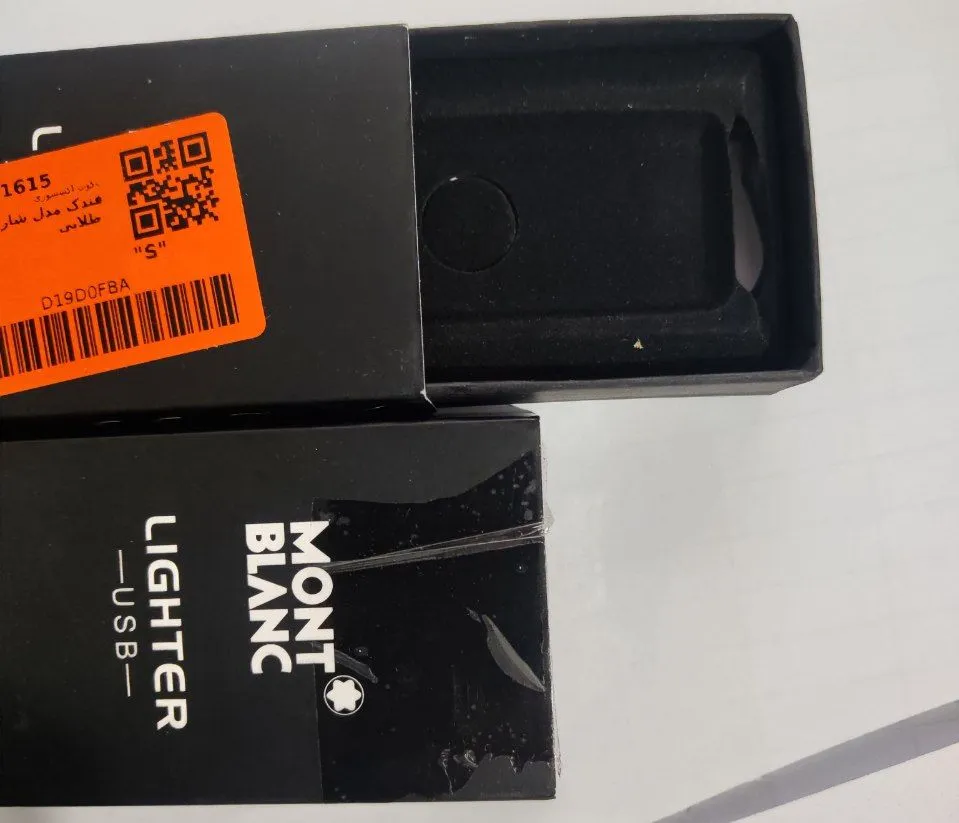 1615
فندک مدل شار
طلایی
"S"
D19D0FBA
MONT
BLANC
LIGHTER
—USB—